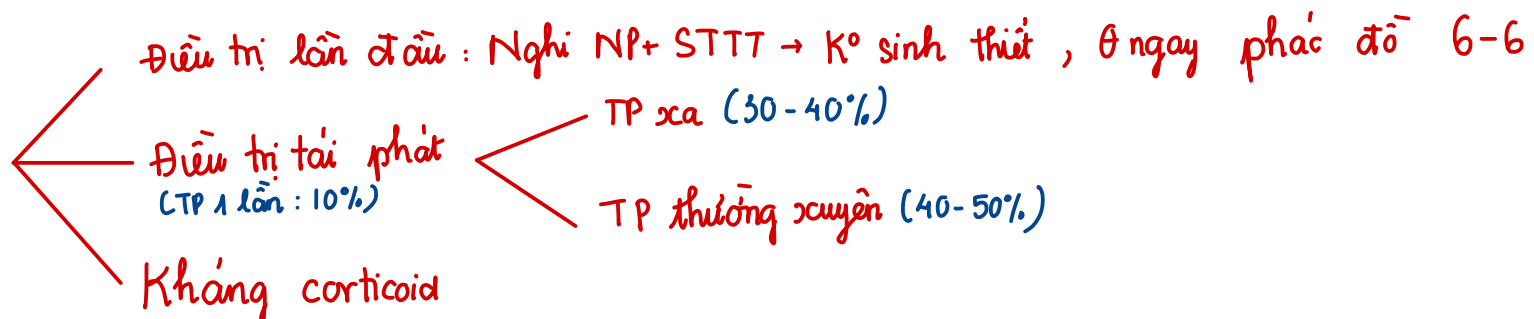 Điều trị lần đầu : Nghi NP+ STTT → Kº sinh thiết , θ ngay phác đồ 6-6
TP xa (30-40%)
Điều trị tái phát
(TP 1 lần : 10%)
TP thường xuyên (40-50%)
Kháng corticoid